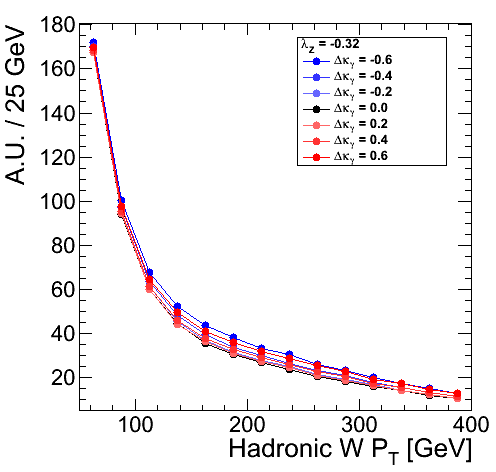 A.U. / 25 GeV
180
160
140
120
100
80
60
40
20
λz = -0.32
Δκγ = -0.6
Δκγ = -0.4
Δκγ = -0.2
Δκγ = 0.0
Δκγ = 0.2
Δκγ = 0.4
Δκγ = 0.6
100 200 300 400
Hadronic W PT [GeV]